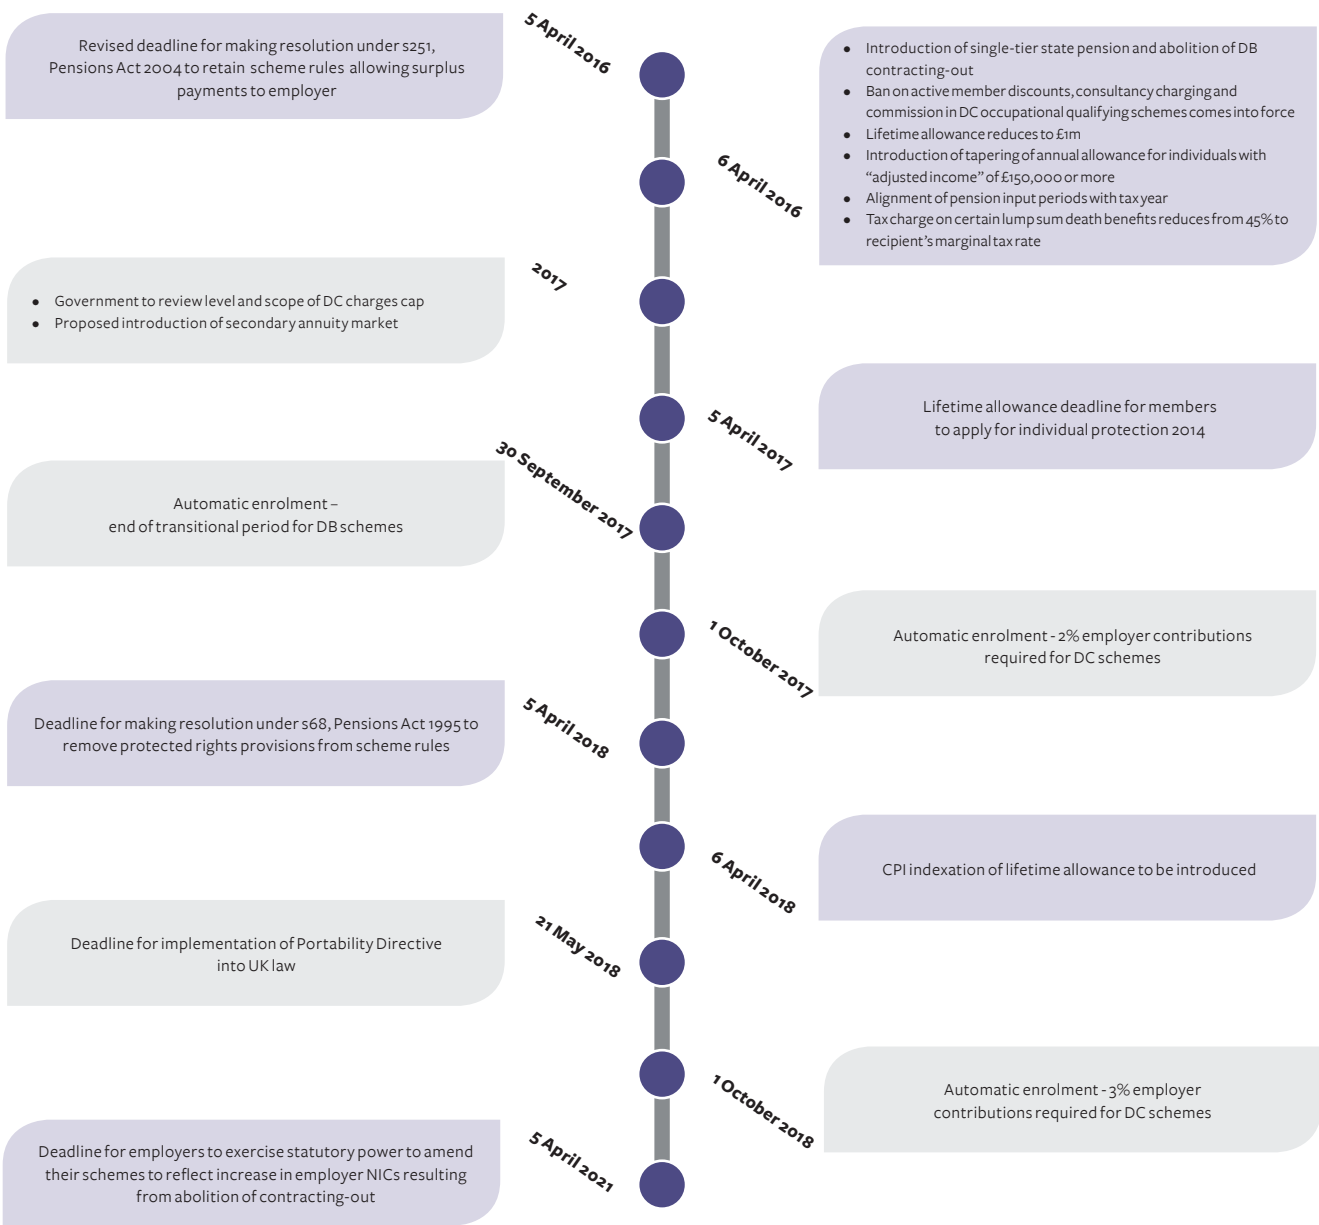 5 April 2016
Revised deadline for making resolution under s251,
Pensions Act 2004 to retain scheme rules allowing surplus
payments to employer
6 April 2016
● Introduction of single-tier state pension and abolition of DB
contracting-out
● Ban on active member discounts, consultancy charging and
commission in DC occupational qualifying schemes comes into force
● Lifetime allowance reduces to £1m
● Introduction of tapering of annual allowance for individuals with
“adjusted income” of £150,000 or more
● Alignment of pension input periods with tax year
● Tax charge on certain lump sum death benefits reduces from 45% to
recipient’s marginal tax rate
2017
● Government to review level and scope of DC charges cap
● Proposed introduction of secondary annuity market
5 April 2017
Lifetime allowance deadline for members
to apply for individual protection 2014
30 September 2017
Automatic enrolment –
end of transitional period for DB schemes
1 October 2017
Automatic enrolment - 2% employer contributions
required for DC schemes
5 April 2018
Deadline for making resolution under s68, Pensions Act 1995 to
remove protected rights provisions from scheme rules
6 April 2018
CPI indexation of lifetime allowance to be introduced
21 May 2018
Deadline for implementation of Portability Directive
into UK law
1 October 2018
Automatic enrolment - 3% employer
contributions required for DC schemes
5 April 2021
Deadline for employers to exercise statutory power to amend
their schemes to reflect increase in employer NICs resulting
from abolition of contracting-out